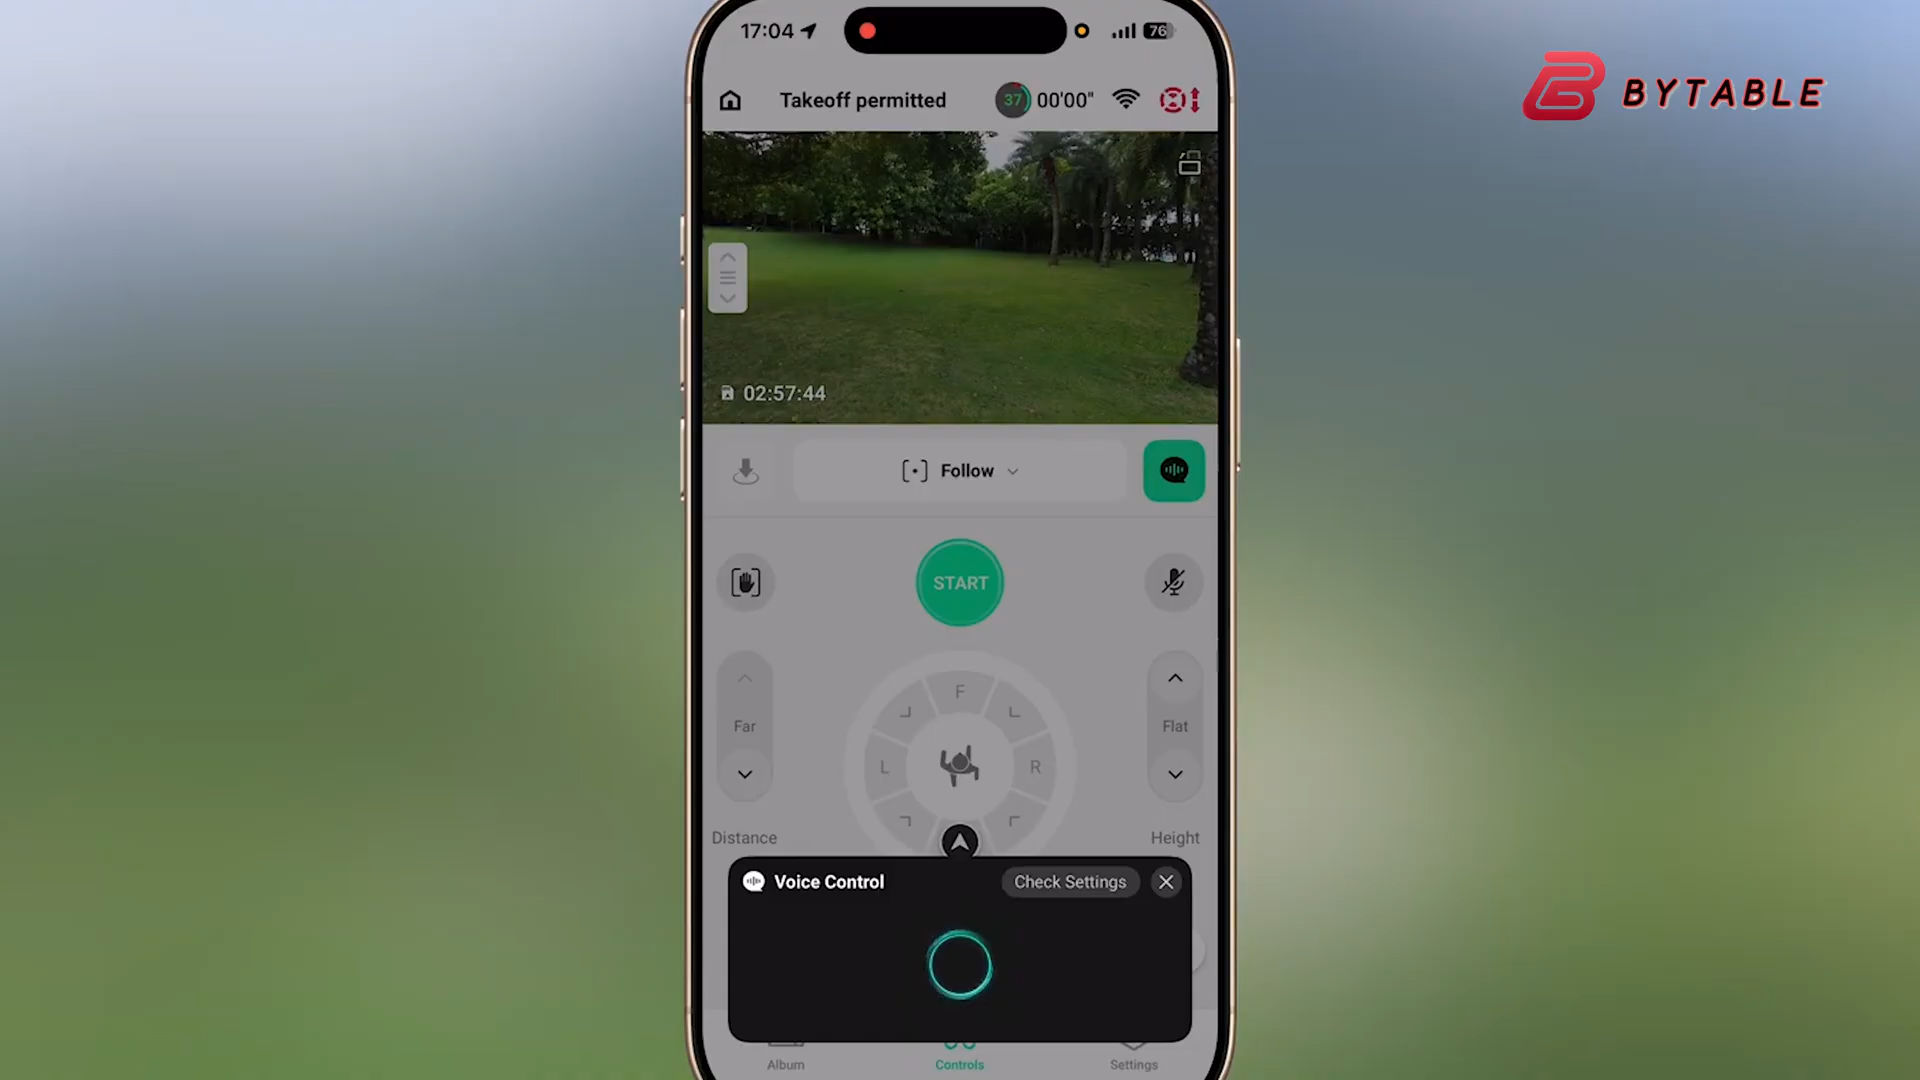 17:04
76
BYTABLE
Takeoff permitted
37
00'00"
02:57:44
Follow
START
Far
F
L
R
Flat
Distance
Height
Voice Control
Check Settings
Album
Controls
Settings